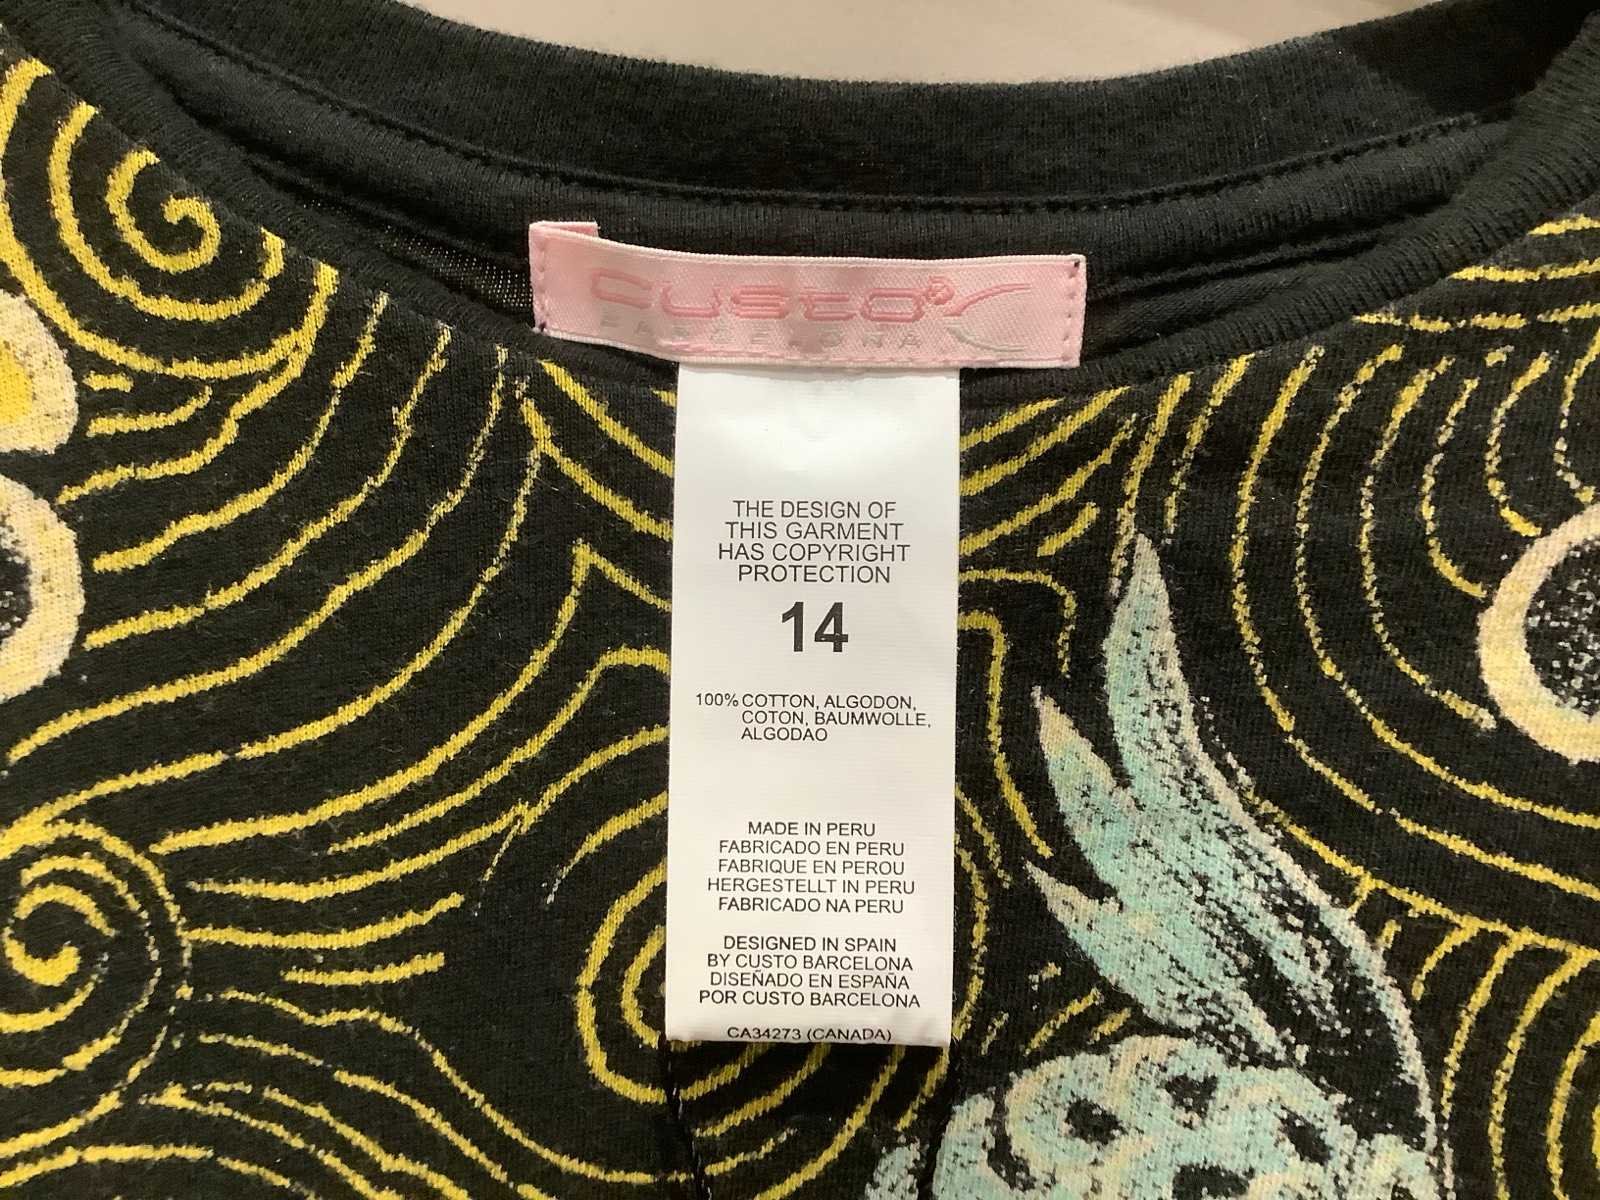 custo
BARCELONA
THE DESIGN OF
THIS GARMENT
HAS COPYRIGHT
PROTECTION
14
100% COTTON, ALGODON,
COTON, BAUMWOLLE,
ALGODAO
MADE IN PERU
FABRICADO EN PERU
FABRIQUE EN PEROU
HERGESTELLT IN PERU
FABRICADO NA PERU
DESIGNED IN SPAIN
BY CUSTO BARCELONA
DISEÑADO EN ESPAÑA
POR CUSTO BARCELONA
CA34273 (CANADA)